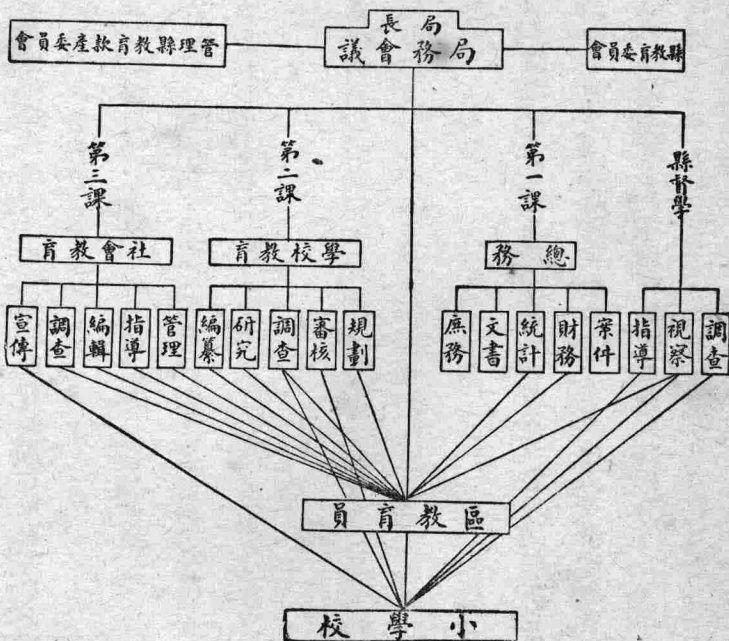 局長
局務會議
縣教育委員會
管理縣教育款產委員會
縣督學
第一課
第二課
第三課
總務
學校教育
社會教育
調查
視察
指導
案件
財務
統計
文書
庶務
規劃
審核
調查
研究
編纂
管理
指導
編輯
調查
宣傳
區教育員
小學校